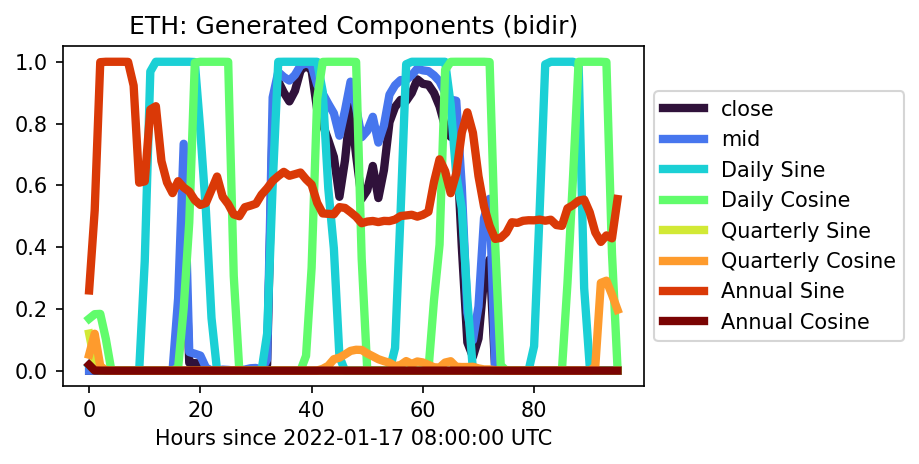 ETH: Generated Components (bidir)
1.0
0.8
0.6
0.4
0.2
0.0
0 20 40 60 80
Hours since 2022-01-17 08:00:00 UTC
close
mid
Daily Sine
Daily Cosine
Quarterly Sine
Quarterly Cosine
Annual Sine
Annual Cosine